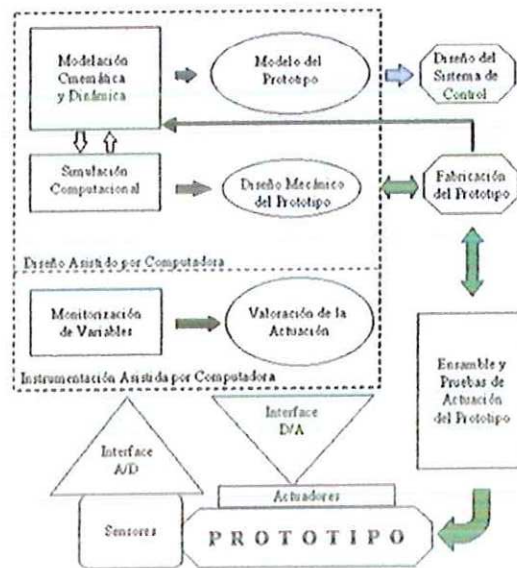 Modelación
Cinemática
y Dinámica
Modelo del
Prototipo
Diseño del
Sistema de
Control
Simulación
Computacional
Diseño Mecánico
del Prototipo
Fabricación
del Prototipo
Diseño Asistido por Computadora
Monitorización
de Variables
Valoración de la
Actuación
Instrumentación Asistida por Computadora
Ensamble y
Pruebas de
Actuación
del Prototipo
Interface
A/D
Interface
D/A
Actuadores
Sensores
PROTOTIPO